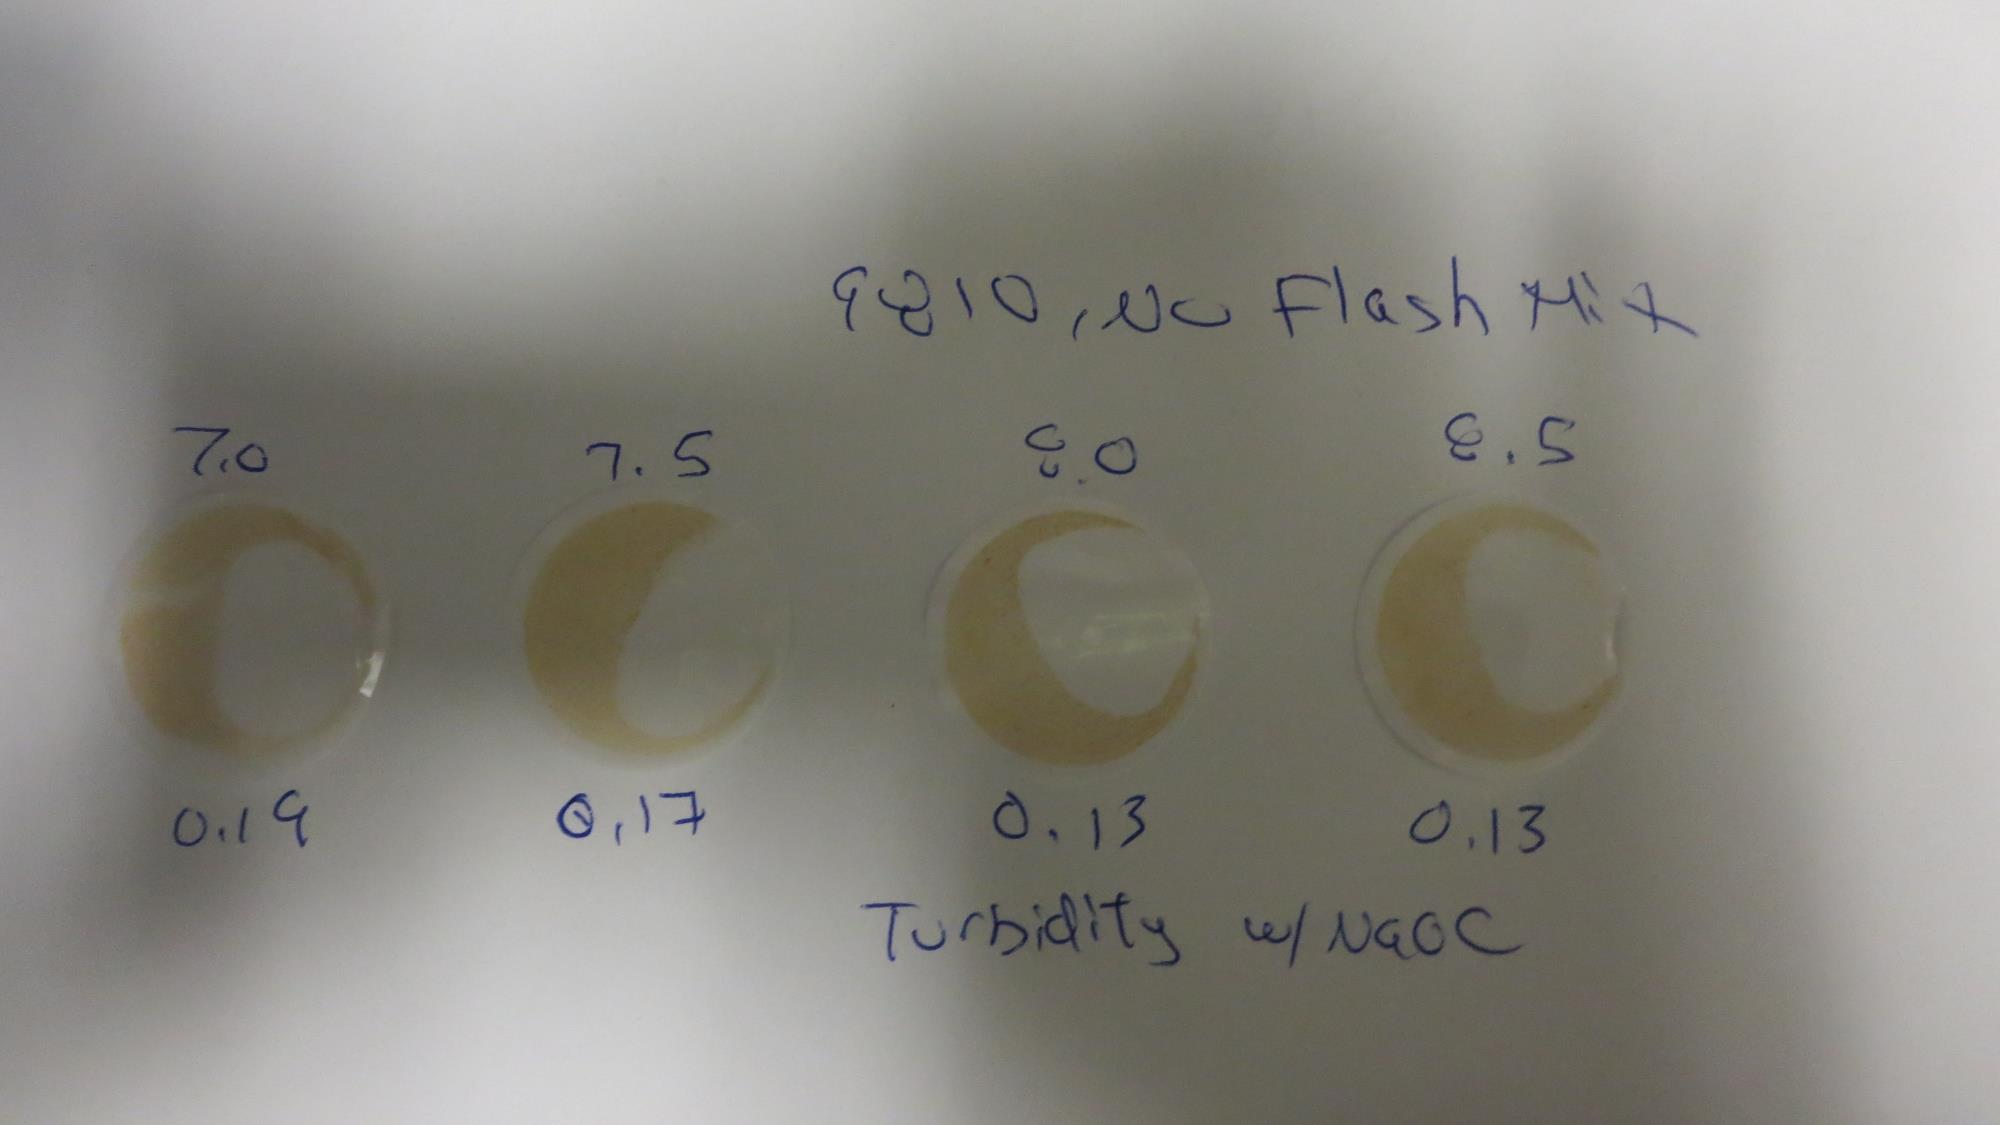 9810, No Flash Mix
7.0 7.5 8.0 8.5
0.19 0.17 0.13 0.13
Turbidity w/ NaOC